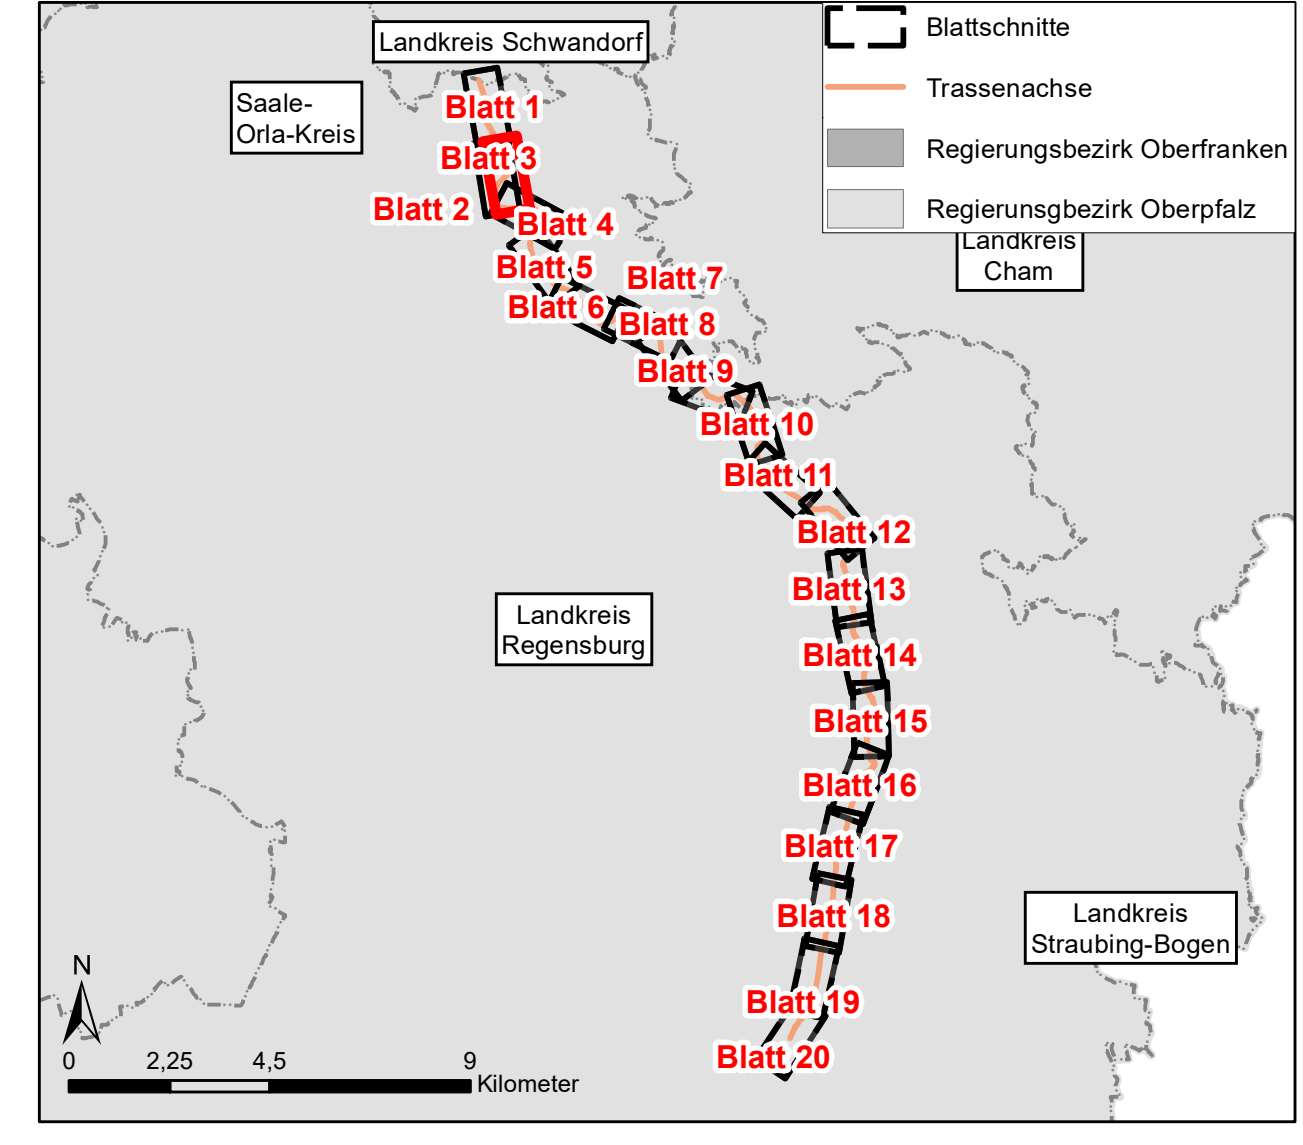 Landkreis Schwandorf
Saale-
Orla-Kreis
Blattschnitte
Trassenachse
Regierungsbezirk Oberfranken
Regierunsgbezirk Oberpfalz
Landkreis
Cham
Blatt 1
Blatt 3
Blatt 2
Blatt 4
Blatt 5
Blatt 7
Blatt 6
Blatt 8
Blatt 9
Blatt 10
Blatt 11
Blatt 12
Blatt 13
Landkreis
Regensburg
Blatt 14
Blatt 15
Blatt 16
Blatt 17
Blatt 18
Landkreis
Straubing-Bogen
Blatt 19
Blatt 20
N
0 2,25 4,5 9
Kilometer